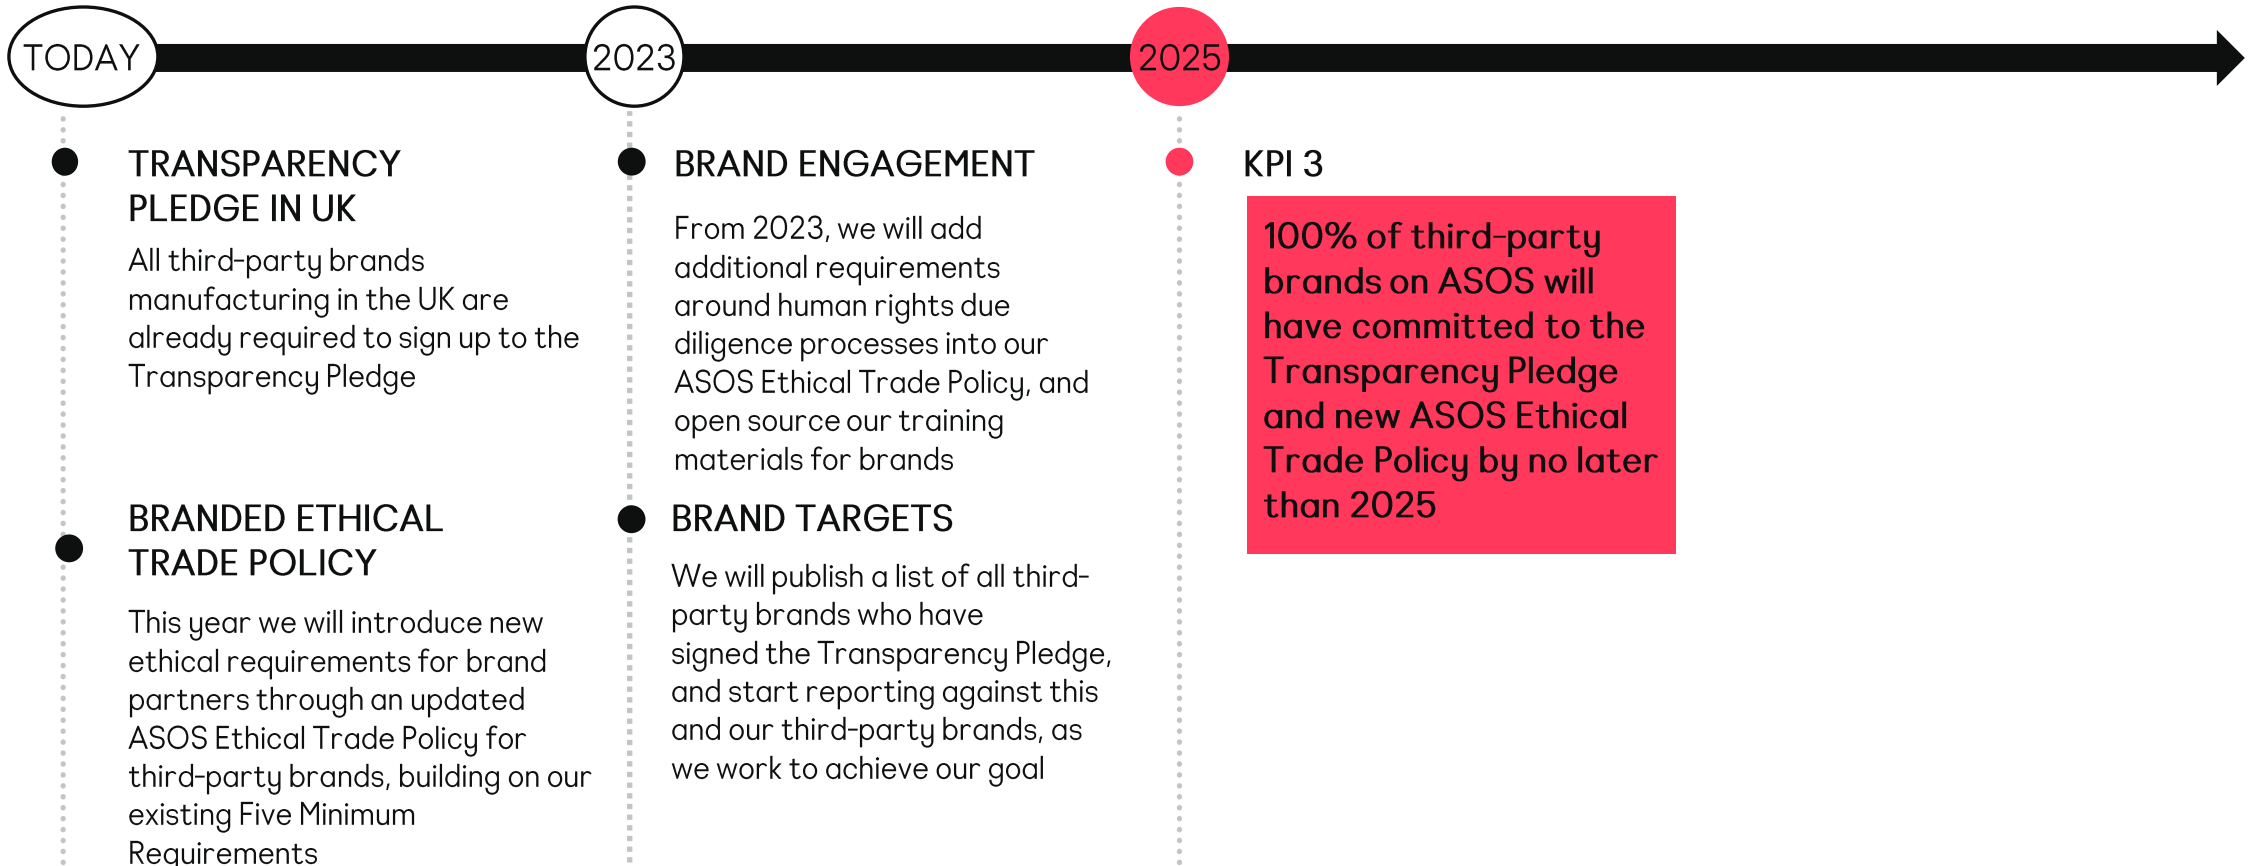 TODAY
2023
2025
TRANSPARENCY
PLEDGE IN UK
All third-party brands
manufacturing in the UK are
already required to sign up to the
Transparency Pledge
BRANDED ETHICAL
TRADE POLICY
This year we will introduce new
ethical requirements for brand
partners through an updated
ASOS Ethical Trade Policy for
third-party brands, building on our
existing Five Minimum
Requirements
BRAND ENGAGEMENT
From 2023, we will add
additional requirements
around human rights due
diligence processes into our
ASOS Ethical Trade Policy, and
open source our training
materials for brands
BRAND TARGETS
We will publish a list of all third-
party brands who have
signed the Transparency Pledge,
and start reporting against this
and our third-party brands, as
we work to achieve our goal
KPI 3
100% of third-party
brands on ASOS will
have committed to the
Transparency Pledge
and new ASOS Ethical
Trade Policy by no later
than 2025